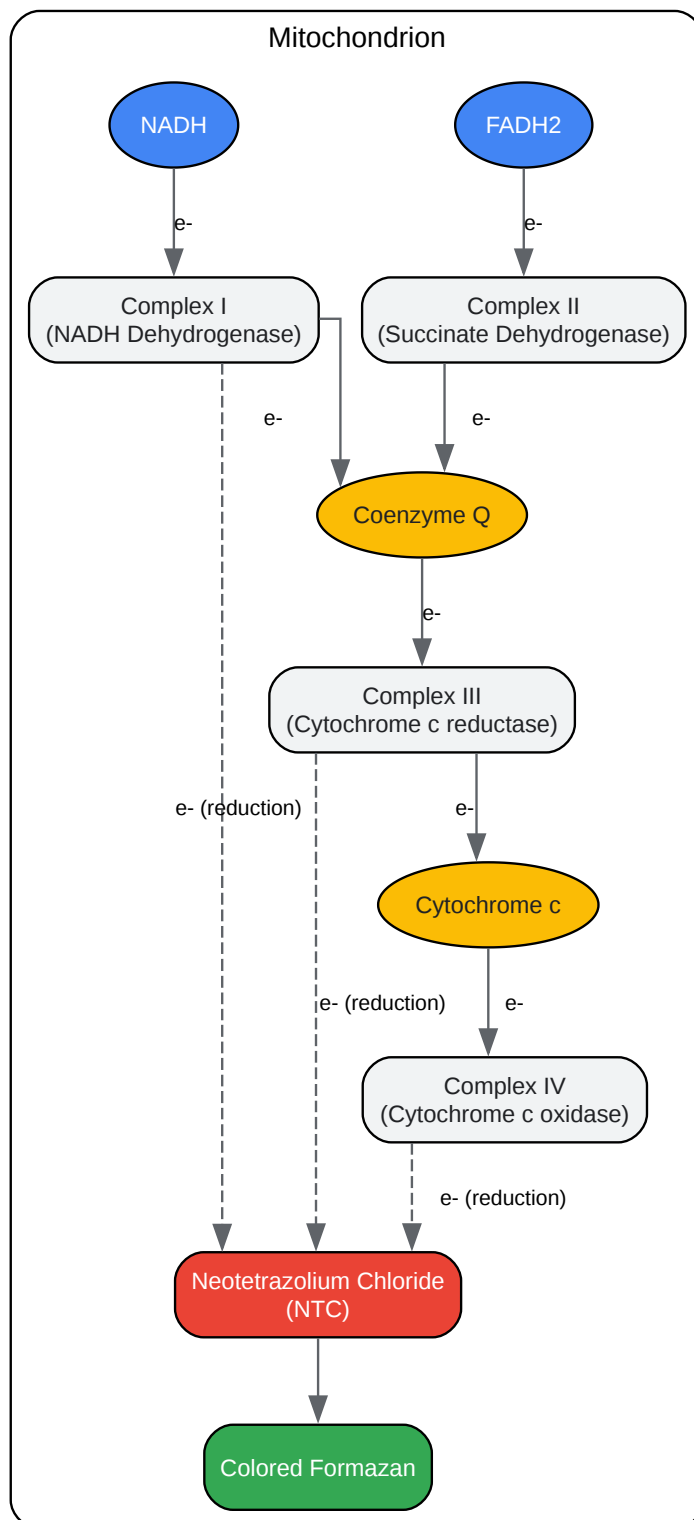 Mitochondrion
NADH
FADH2
e-
e-
Complex I
(NADH Dehydrogenase)
Complex II
(Succinate Dehydrogenase)
e-
e-
Coenzyme Q
e-
Complex III
(Cytochrome c reductase)
e- (reduction)
e-
Cytochrome c
e- (reduction)
e-
Complex IV
(Cytochrome c oxidase)
e- (reduction)
Neotetrazolium Chloride
(NTC)
Colored Formazan